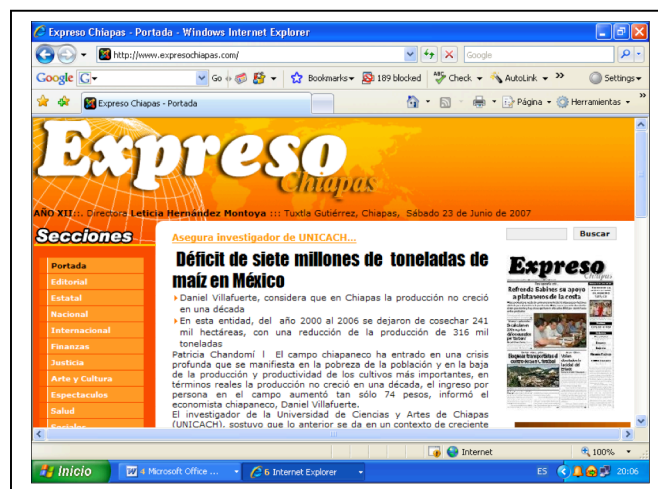 Expreso Chiapas - Portada - Windows Internet Explorer
http://www.expresochiapas.com/
Google
Google G Go Bookmarks 189 blocked Check AutoLink Settings
Expreso Chiapas - Portada Página Herramientas
Expreso
Chiapas
AÑO XII::. Directora Leticia Hernández Montoya ::: Tuxtla Gutiérrez, Chiapas, Sábado 23 de Junio de 2007
Secciones
Portada
Editorial
Estatal
Nacional
Internacional
Finanzas
Justicia
Arte y Cultura
Espectaculos
Salud
Sociales
Asegura investigador de UNICACH...
Déficit de siete millones de toneladas de
maíz en México
Daniel Villafuerte, considera que en Chiapas la producción no creció
en una década
En esta entidad, del año 2000 al 2006 se dejaron de cosechar 241
mil hectáreas, con una reducción de la producción de 316 mil
toneladas
Patricia Chandomí l El campo chiapaneco ha entrado en una crisis
profunda que se manifiesta en la pobreza de la población y en la baja
de la producción y productividad de los cultivos más importantes, en
términos reales la producción no creció en una década, el ingreso por
persona en el campo aumentó tan sólo 74 pesos, informó el
economista chiapaneco, Daniel Villafuerte.
El investigador de la Universidad de Ciencias y Artes de Chiapas
(UNICACH), sostuvo que lo anterior se da en un contexto de creciente
Buscar
Expreso
Chiapas
Refrenda Sabines su apoyo
a plataneros de la costa
Internet 100%
Inicio 4 Microsoft Office ... 6 Internet Explorer ES 20:06